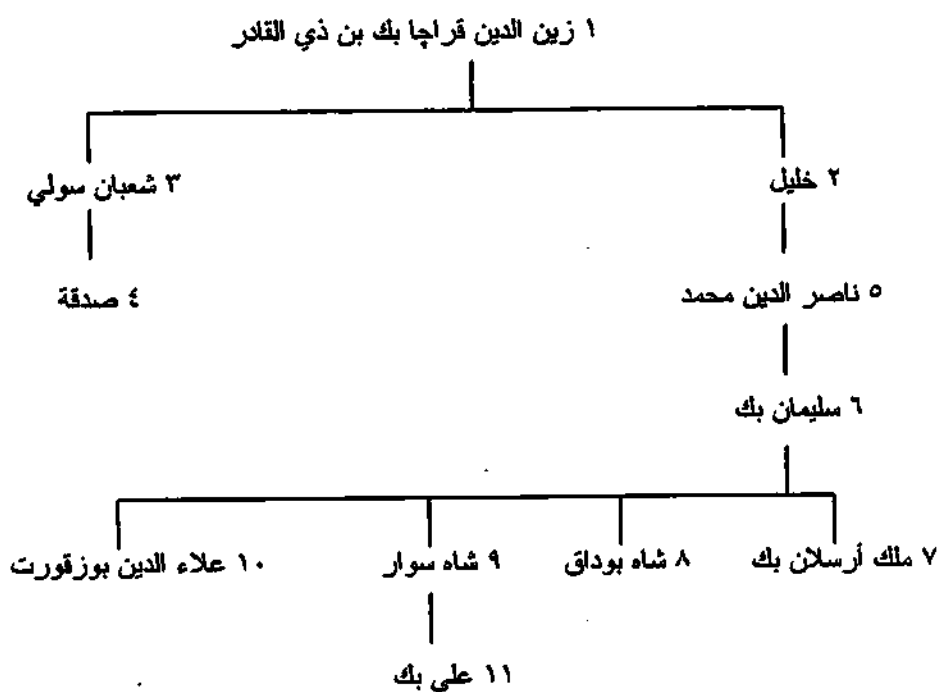 ١ زين الدين قراچا بك بن ذي القادر
٢ خليل
٣ شعبان سولي
٥ ناصر الدين محمد
٤ صدقة
٦ سليمان بك
٧ ملك أرسلان بك
٨ شاه بوداق
٩ شاه سوار
١٠ علاء الدين بوزقورت
١١ علي بك